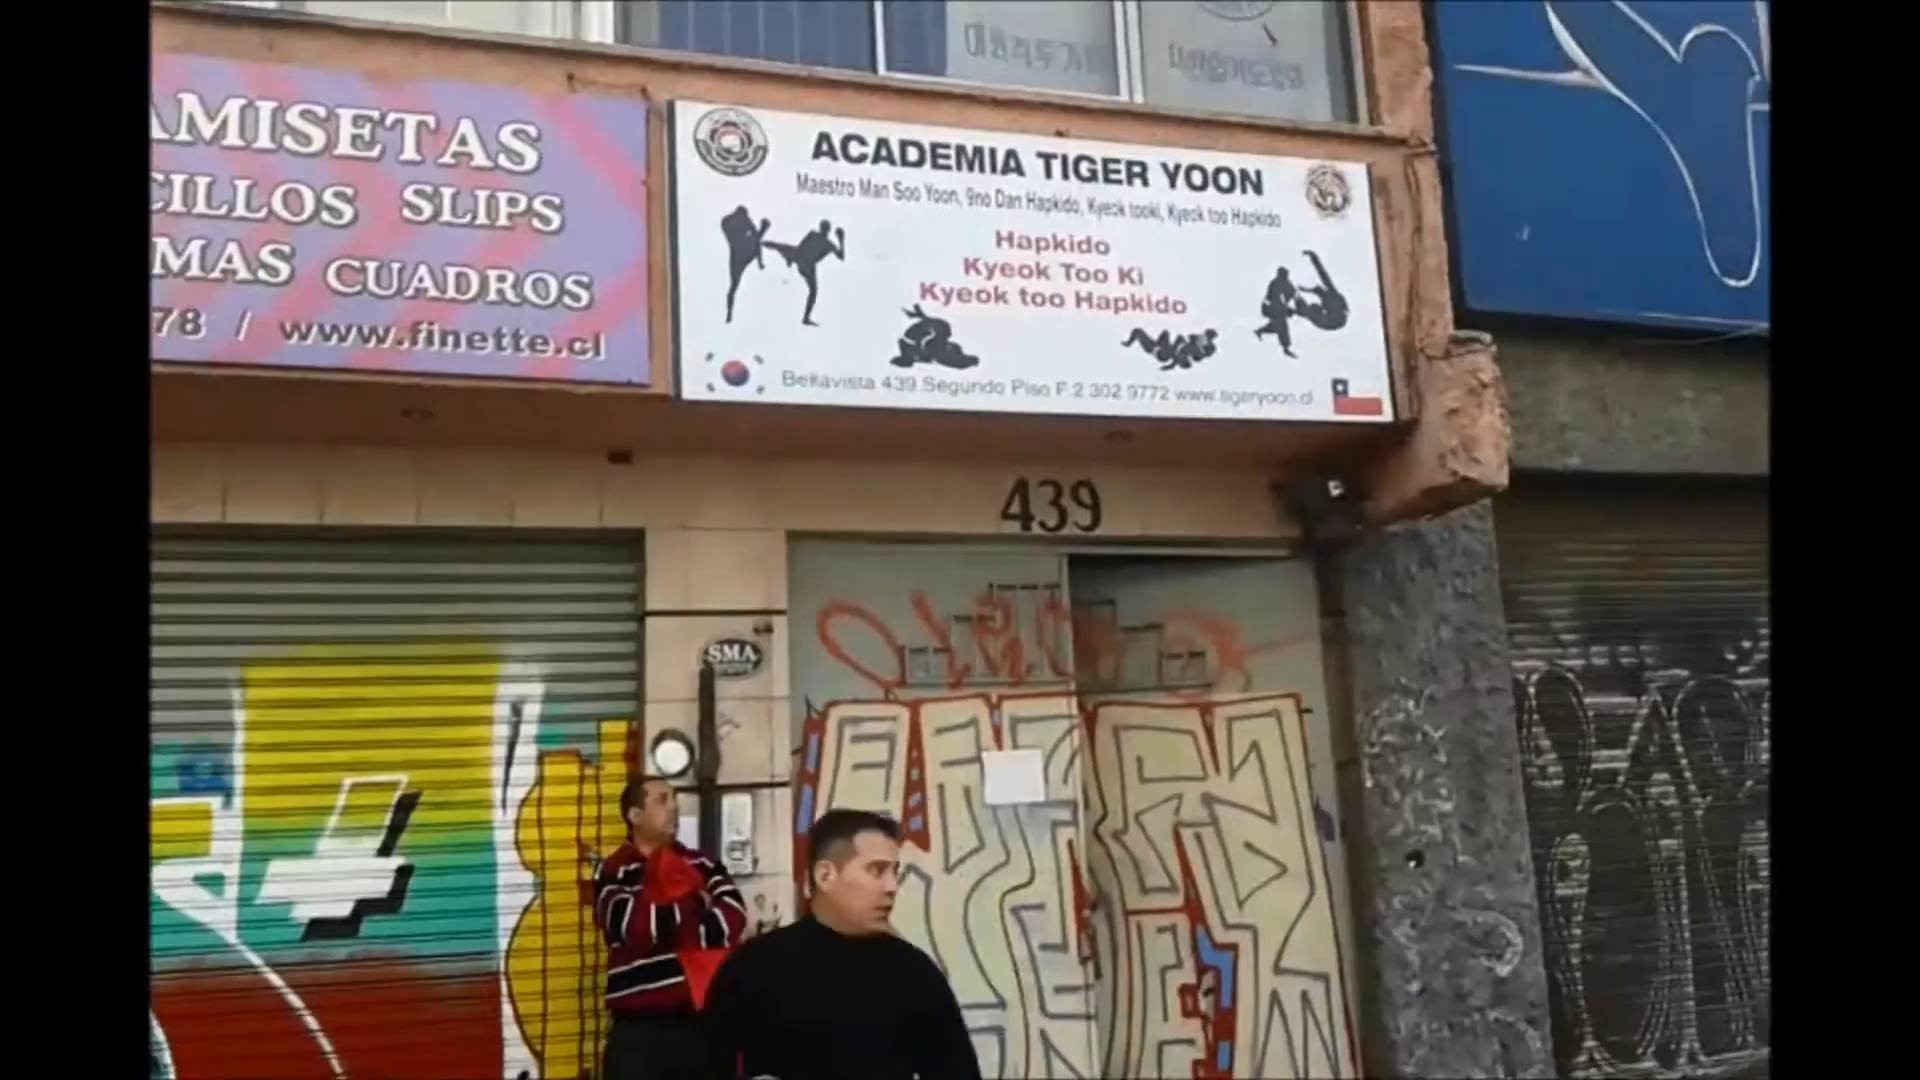 AMISETAS
CILLOS SLIPS
MAS CUADROS
78 / www.finette.cl
ACADEMIA TIGER YOON
Maestro Man Soo Yoon, 9no Dan Hapkido, Kyeok tooki, Kyeok too Hapkido
Hapkido
Kyeok Too Ki
Kyeok too Hapkido
Bellavista 439 Segundo Piso F 2 302 9772 www.tigeryoon.cl
439
SMA